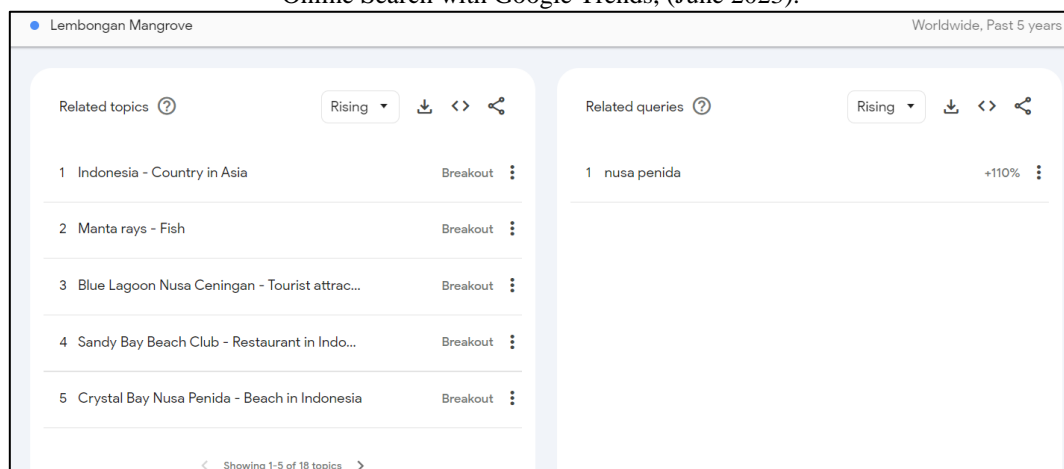 Online Search with Google Trends, (June 2023).
Lembongan Mangrove
Worldwide, Past 5 years
Related topics
Rising
1 Indonesia - Country in Asia Breakout
2 Manta rays - Fish Breakout
3 Blue Lagoon Nusa Ceningan - Tourist attrac... Breakout
4 Sandy Bay Beach Club - Restaurant in Indo... Breakout
5 Crystal Bay Nusa Penida - Beach in Indonesia Breakout
Showing 1-5 of 18 topics
Related queries
Rising
1 nusa penida +110%